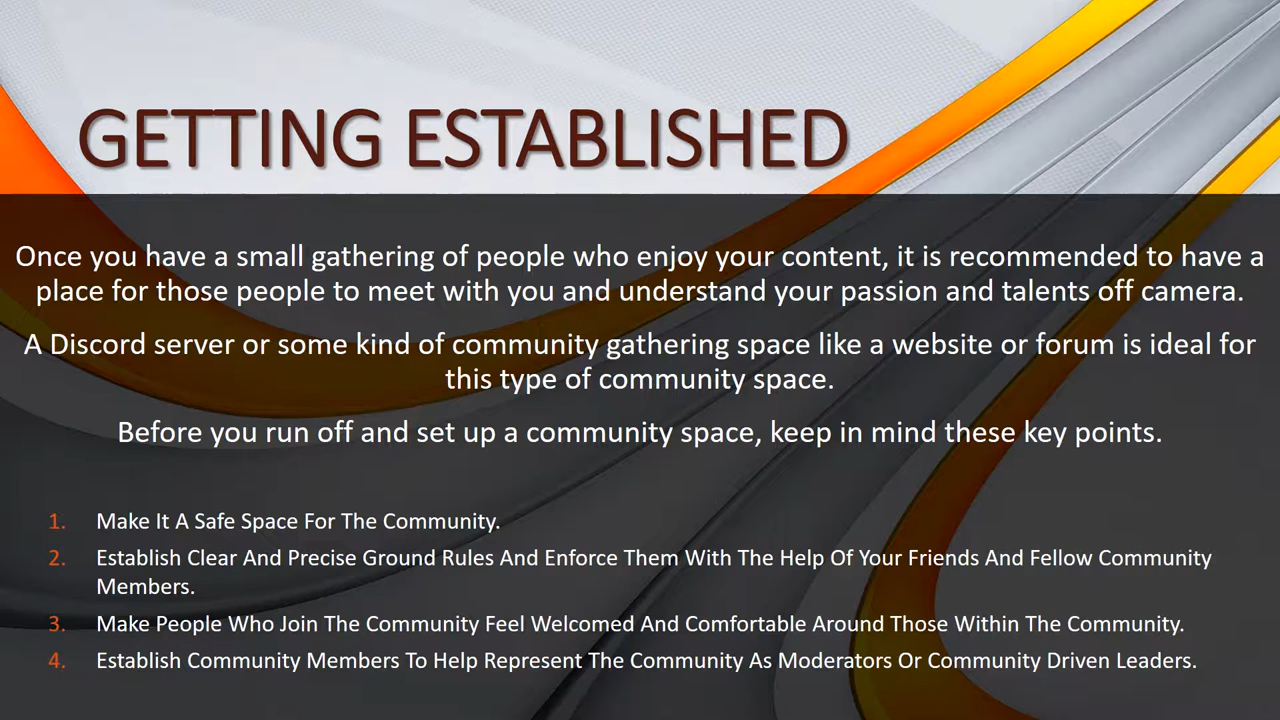 GETTING ESTABLISHED
Once you have a small gathering of people who enjoy your content, it is recommended to have a
place for those people to meet with you and understand your passion and talents off camera.
A Discord server or some kind of community gathering space like a website or forum is ideal for
this type of community space.
Before you run off and set up a community space, keep in mind these key points.
1. Make It A Safe Space For The Community.
2. Establish Clear And Precise Ground Rules And Enforce Them With The Help Of Your Friends And Fellow Community
Members.
3. Make People Who Join The Community Feel Welcomed And Comfortable Around Those Within The Community.
4. Establish Community Members To Help Represent The Community As Moderators Or Community Driven Leaders.